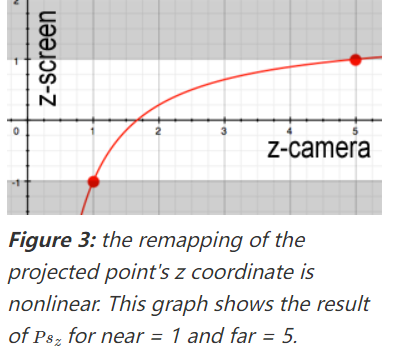 2
z-screen
1
0
1
2
3
4
5
z-camera
-1
Figure 3: the remapping of the
projected point's z coordinate is
nonlinear. This graph shows the result
of Psz for near = 1 and far = 5.